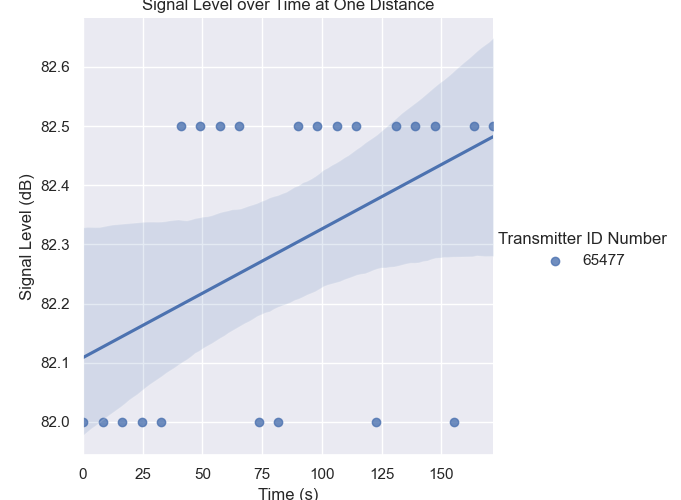 Signal Level over Time at One Distance
82.6
82.5
82.4
82.3
82.2
82.1
82.0
Signal Level (dB)
0 25 50 75 100 125 150
Time (s)
Transmitter ID Number
65477